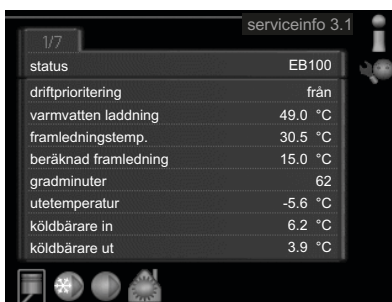 serviceinfo 3.1
1/7
status EB100
driftprioritering från
varmvatten laddning 49.0 °C
framledningstemp. 30.5 °C
beräknad framledning 15.0 °C
gradminuter 62
utetemperatur -5.6 °C
köldbärare in 6.2 °C
köldbärare ut 3.9 °C